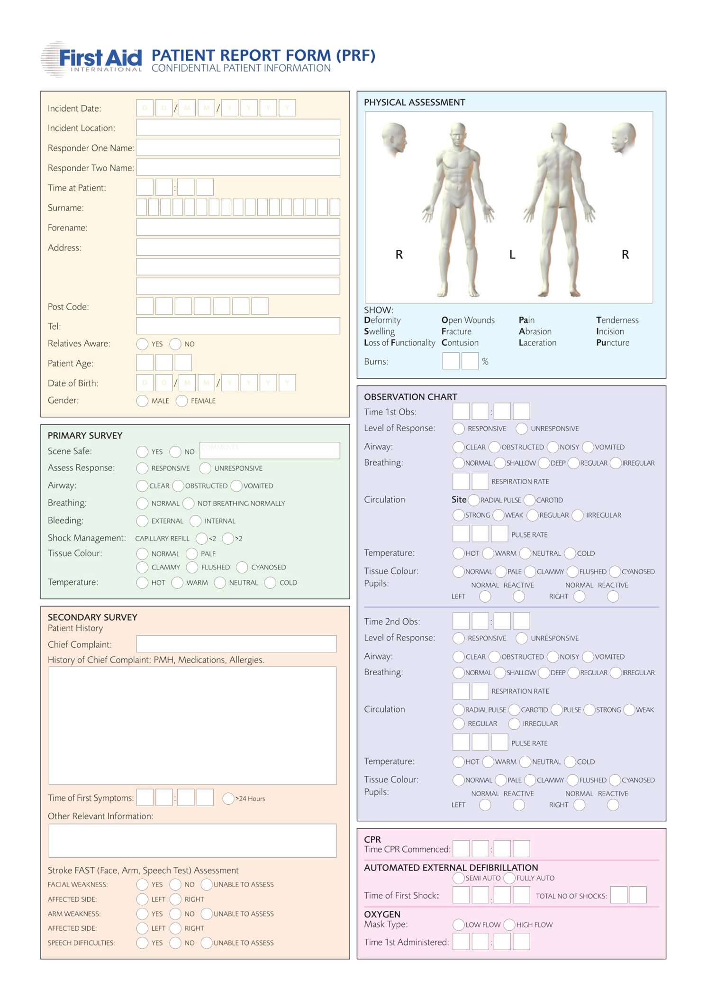 First Aid™
INTERNATIONAL
PATIENT REPORT FORM (PRF)
CONFIDENTIAL PATIENT INFORMATION
Incident Date: D D / M M / Y Y Y Y
Incident Location:
Responder One Name:
Responder Two Name:
Time at Patient: :
Surname:
Forename:
Address:
Post Code:
Tel:
Relatives Aware: YES NO
Patient Age:
Date of Birth: D D / M M / Y Y Y Y
Gender: MALE FEMALE
PRIMARY SURVEY
Scene Safe: YES NO COMMENTS
Assess Response: RESPONSIVE UNRESPONSIVE
Airway: CLEAR OBSTRUCTED VOMITED
Breathing: NORMAL NOT BREATHING NORMALLY
Bleeding: EXTERNAL INTERNAL
Shock Management: CAPILLARY REFILL <2 >2
Tissue Colour: NORMAL PALE
CLAMMY FLUSHED CYANOSED
Temperature: HOT WARM NEUTRAL COLD
SECONDARY SURVEY
Patient History
Chief Complaint:
History of Chief Complaint: PMH, Medications, Allergies.
Time of First Symptoms: : >24 Hours
Other Relevant Information:
Stroke FAST (Face, Arm, Speech Test) Assessment
FACIAL WEAKNESS: YES NO UNABLE TO ASSESS
AFFECTED SIDE: LEFT RIGHT
ARM WEAKNESS: YES NO UNABLE TO ASSESS
AFFECTED SIDE: LEFT RIGHT
SPEECH DIFFICULTIES: YES NO UNABLE TO ASSESS
PHYSICAL ASSESSMENT
R L R
SHOW:
Deformity Open Wounds Pain Tenderness
Swelling Fracture Abrasion Incision
Loss of Functionality Contusion Laceration Puncture
Burns: %
OBSERVATION CHART
Time 1st Obs: :
Level of Response: RESPONSIVE UNRESPONSIVE
Airway: CLEAR OBSTRUCTED NOISY VOMITED
Breathing: NORMAL SHALLOW DEEP REGULAR IRREGULAR
RESPIRATION RATE
Circulation Site RADIAL PULSE CAROTID
STRONG WEAK REGULAR IRREGULAR
PULSE RATE
Temperature: HOT WARM NEUTRAL COLD
Tissue Colour: NORMAL PALE CLAMMY FLUSHED CYANOSED
Pupils: NORMAL REACTIVE NORMAL REACTIVE
LEFT RIGHT
Time 2nd Obs: :
Level of Response: RESPONSIVE UNRESPONSIVE
Airway: CLEAR OBSTRUCTED NOISY VOMITED
Breathing: NORMAL SHALLOW DEEP REGULAR IRREGULAR
RESPIRATION RATE
Circulation RADIAL PULSE CAROTID PULSE STRONG WEAK
REGULAR IRREGULAR
PULSE RATE
Temperature: HOT WARM NEUTRAL COLD
Tissue Colour: NORMAL PALE CLAMMY FLUSHED CYANOSED
Pupils: NORMAL REACTIVE NORMAL REACTIVE
LEFT RIGHT
CPR
Time CPR Commenced: :
AUTOMATED EXTERNAL DEFIBRILLATION
SEMI AUTO FULLY AUTO
Time of First Shock: : TOTAL NO OF SHOCKS:
OXYGEN
Mask Type: LOW FLOW HIGH FLOW
Time 1st Administered: :